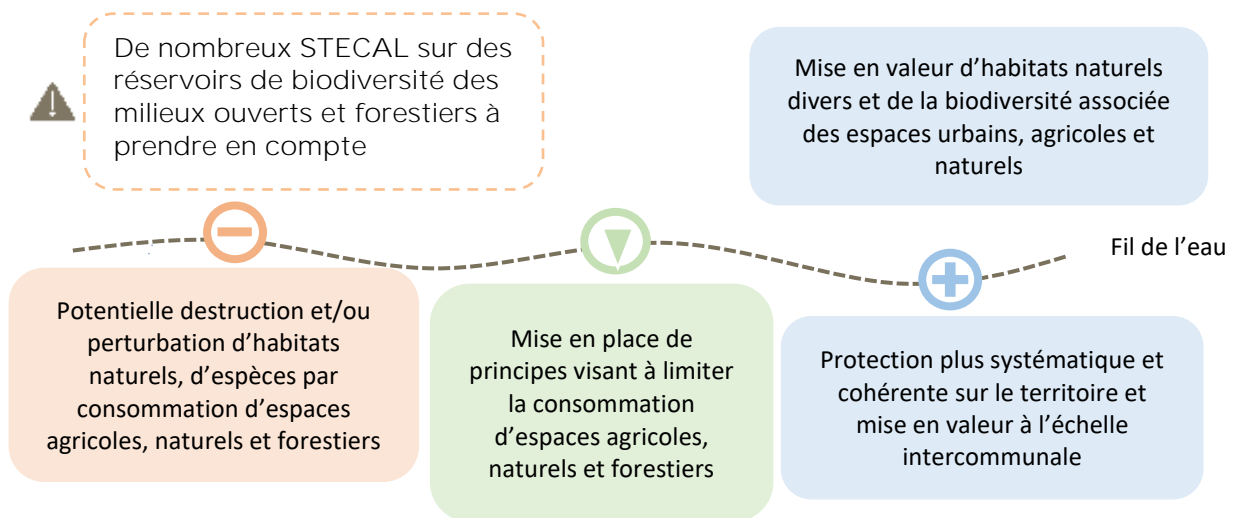 De nombreux STECAL sur des
réservoirs de biodiversité des
milieux ouverts et forestiers à
prendre en compte
Mise en valeur d’habitats naturels
divers et de la biodiversité associée
des espaces urbains, agricoles et
naturels
Fil de l’eau
Potentielle destruction et/ou
perturbation d’habitats
naturels, d’espèces par
consommation d’espaces
agricoles, naturels et forestiers
Mise en place de
principes visant à limiter
la consommation
d’espaces agricoles,
naturels et forestiers
Protection plus systématique et
cohérente sur le territoire et
mise en valeur à l’échelle
intercommunale